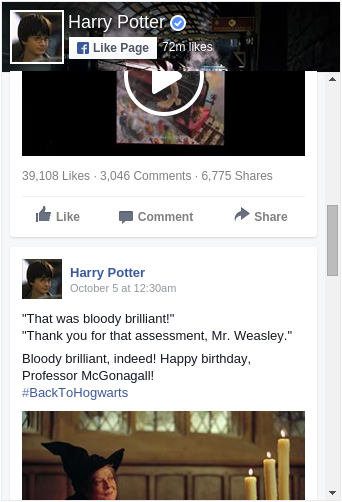 Harry Potter
Like Page
72m likes
39,108 Likes · 3,046 Comments · 6,775 Shares
Like
Comment
Share
Harry Potter
October 5 at 12:30am
"That was bloody brilliant!"
"Thank you for that assessment, Mr. Weasley."
Bloody brilliant, indeed! Happy birthday,
Professor McGonagall!
#BackToHogwarts